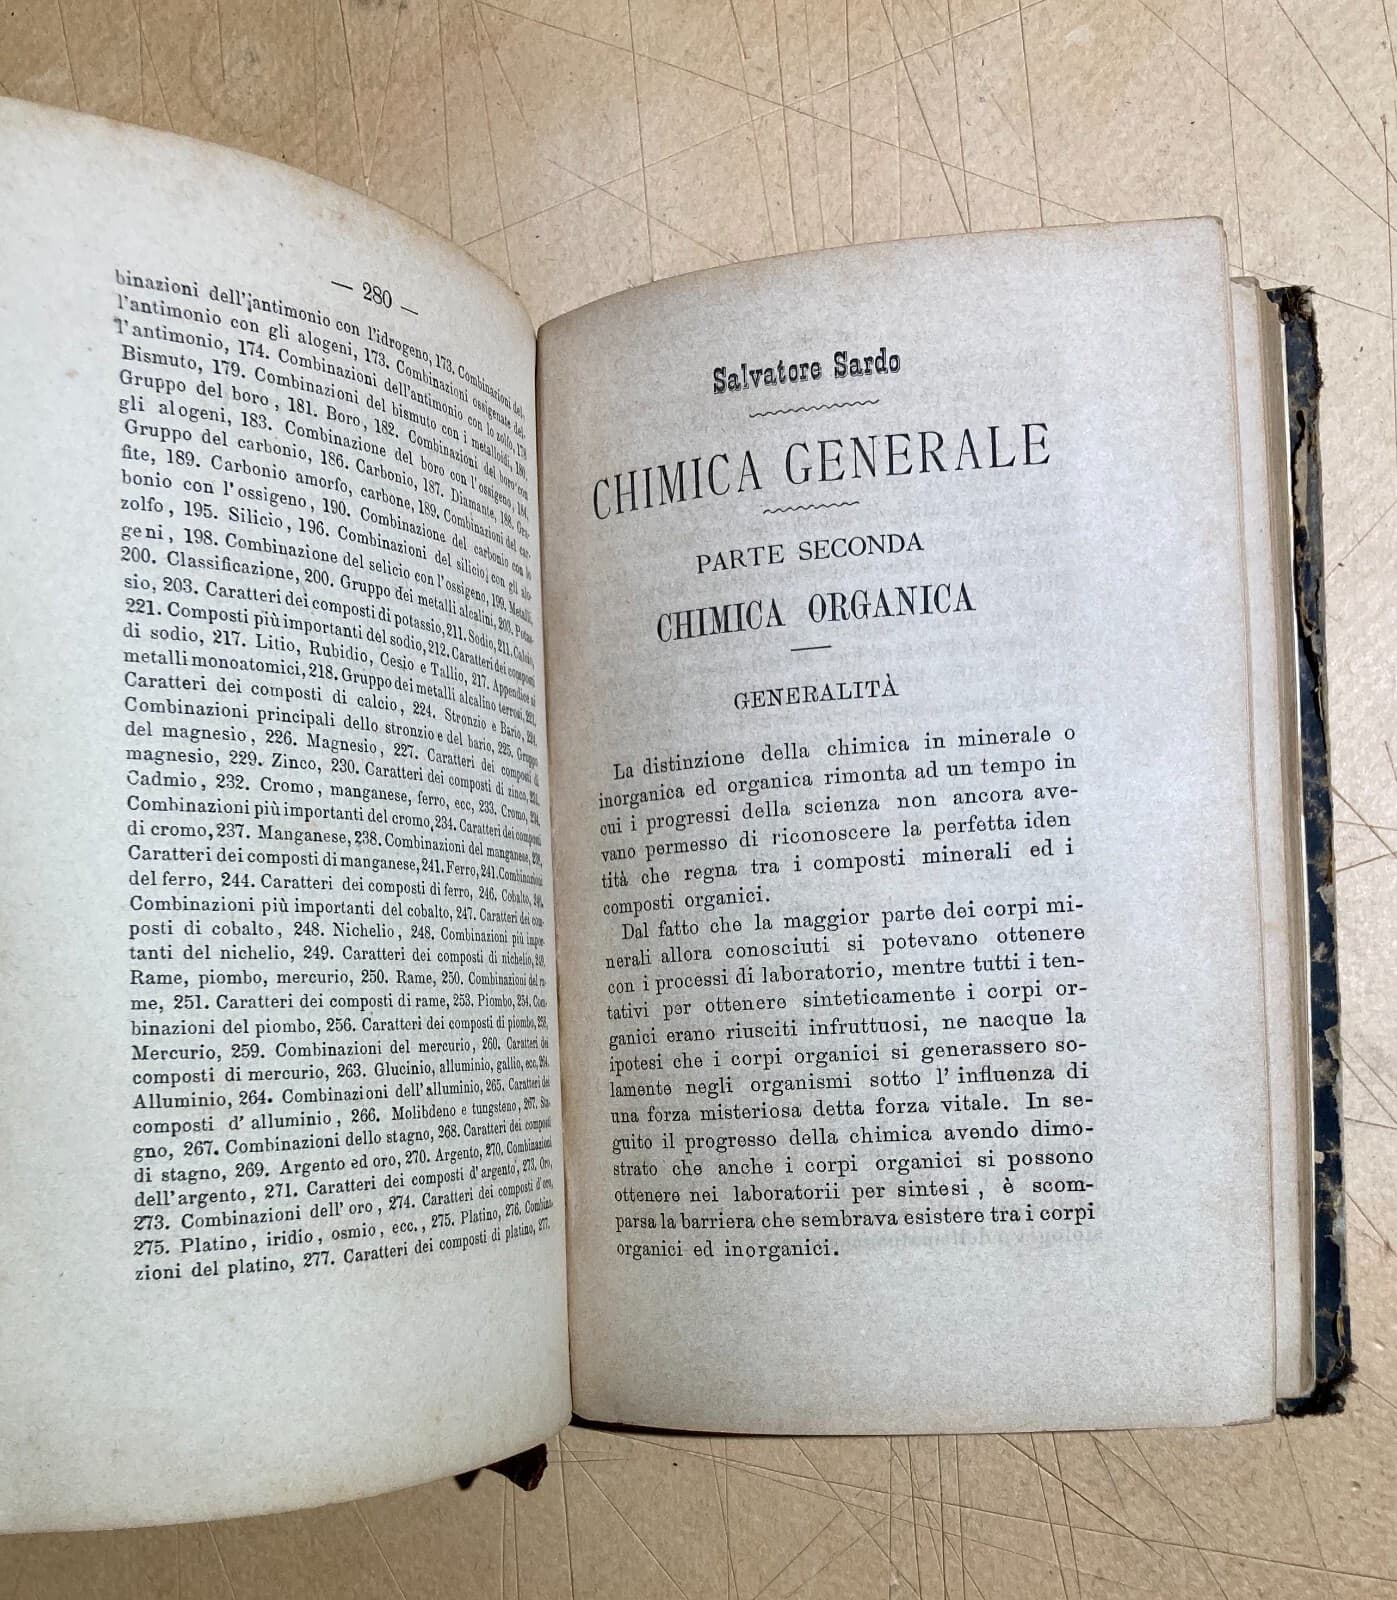 — 280 —
binazioni dell'antimonio con l'idrogeno, 173. Combinazioni del-
l'antimonio con gli alogeni, 173. Combinazioni ossigenate del-
l'antimonio, 174. Combinazioni dell'antimonio con lo zolfo, 178
Bismuto, 179. Combinazioni del bismuto con i metalloidi, 180.
Gruppo del boro, 181. Boro, 182. Combinazioni del boro con
gli alogeni, 183. Combinazione del boro con l'ossigeno, 184.
Gruppo del carbonio, 186. Carbonio, 187. Diamante, 188. Gra-
fite, 189. Carbonio amorfo, carbone, 189. Combinazioni del car-
bonio con l'ossigeno, 190. Combinazione del carbonio con lo
zolfo, 195. Silicio, 196. Combinazioni del silicio con gli alo-
geni, 198. Combinazione del selicio con l'ossigeno, 199. Metalli,
200. Classificazione, 200. Gruppo dei metalli alcalini, 203. Potas-
sio, 203. Caratteri dei composti di potassio, 211. Sodio, 211. Calcio,
221. Composti più importanti del sodio, 212. Caratteri dei composti
di sodio, 217. Litio, Rubidio, Cesio e Tallio, 217. Appendice ai
metalli monoatomici, 218. Gruppo dei metalli alcalino terrosi, 221.
Caratteri dei composti di calcio, 224. Stronzio e Bario, 224.
Combinazioni principali dello stronzio e del bario, 225. Gruppo
del magnesio, 226. Magnesio, 227. Caratteri dei composti di
magnesio, 229. Zinco, 230. Caratteri dei composti di zinco,
Cadmio, 232. Cromo, manganese, ferro, ecc, 233. Cromo, 234.
Combinazioni più importanti del cromo, 234. Caratteri dei composti
di cromo, 237. Manganese, 238. Combinazioni del manganese,
Caratteri dei composti di manganese, 241. Ferro, 241. Combinazioni
del ferro, 244. Caratteri dei composti di ferro, 246. Cobalto,
Combinazioni più importanti del cobalto, 247. Caratteri dei com-
posti di cobalto, 248. Nichelio, 248. Combinazioni più impor-
tanti del nichelio, 249. Caratteri dei composti di nichelio,
Rame, piombo, mercurio, 250. Rame, 250. Combinazioni del ra-
me, 251. Caratteri dei composti di rame, 253. Piombo, 254. Com-
binazioni del piombo, 256. Caratteri dei composti di piombo, 258.
Mercurio, 259. Combinazioni del mercurio, 260. Caratteri dei
composti di mercurio, 263. Glucinio, alluminio, gallio, ecc, 264.
Alluminio, 264. Combinazioni dell'alluminio, 265. Caratteri dei
composti d'alluminio, 266. Molibdeno e tungsteno, 267. Sta-
gno, 267. Combinazioni dello stagno, 268. Caratteri dei composti
di stagno, 269. Argento ed oro, 270. Argento, 270. Combinazioni
dell'argento, 271. Caratteri dei composti d'argento, 273. Oro,
273. Combinazioni dell'oro, 274. Caratteri dei composti d'oro,
275. Platino, iridio, osmio, ecc., 275. Platino, 276. Combina-
zioni del platino, 277. Caratteri dei composti di platino, 277.
Salvatore Sardo
CHIMICA GENERALE
PARTE SECONDA
CHIMICA ORGANICA
GENERALITÀ
La distinzione della chimica in minerale o
inorganica ed organica rimonta ad un tempo in
cui i progressi della scienza non ancora ave-
vano permesso di riconoscere la perfetta iden
tità che regna tra i composti minerali ed i
composti organici.
Dal fatto che la maggior parte dei corpi mi-
nerali allora conosciuti si potevano ottenere
con i processi di laboratorio, mentre tutti i ten-
tativi per ottenere sinteticamente i corpi or-
ganici erano riusciti infruttuosi, ne nacque la
ipotesi che i corpi organici si generassero so-
lamente negli organismi sotto l'influenza di
una forza misteriosa detta forza vitale. In se-
guito il progresso della chimica avendo dimo-
strato che anche i corpi organici si possono
ottenere nei laboratorii per sintesi, è scom-
parsa la barriera che sembrava esistere tra i corpi
organici ed inorganici.